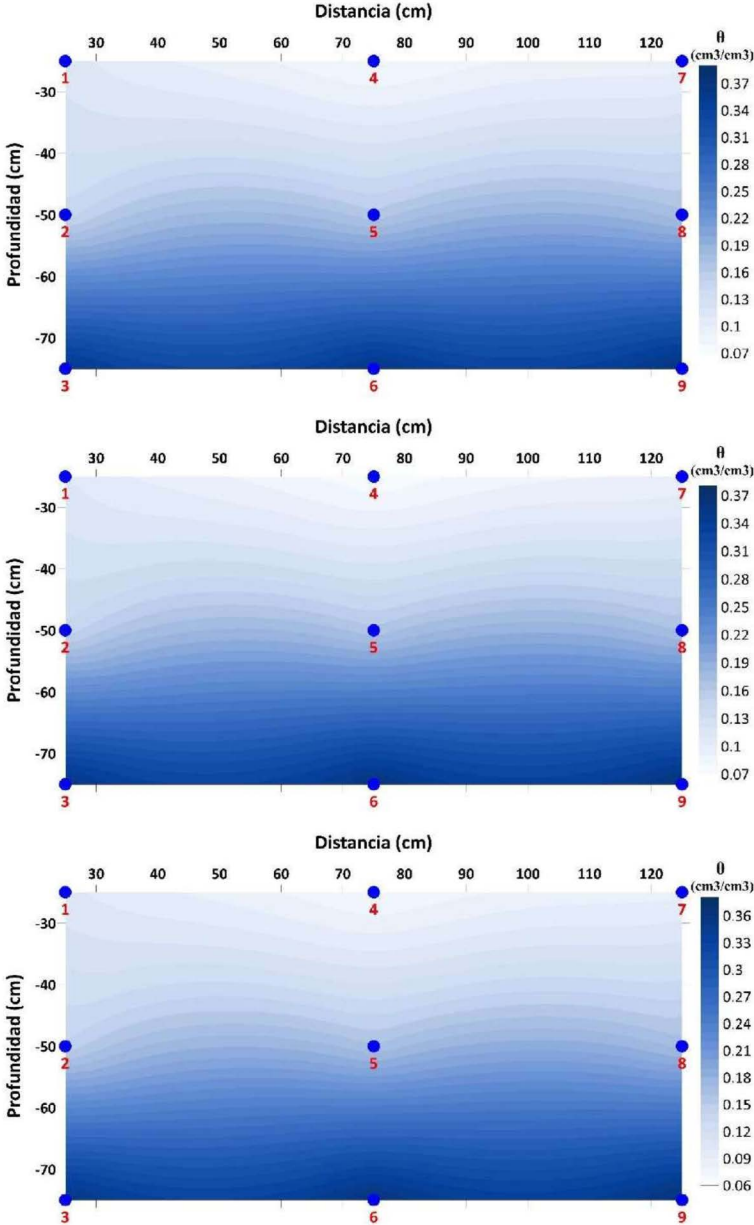 Distancia (cm)
30 40 50 60 70 80 90 100 110 120
θ
(cm3/cm3)
1 4 7
0.37
0.34
0.31
0.28
0.25
0.22
0.19
0.16
0.13
0.1
0.07
Profundidad (cm)
-30
-40
-50
-60
-70
2 5 8
3 6 9
Distancia (cm)
30 40 50 60 70 80 90 100 110 120
θ
(cm3/cm3)
1 4 7
0.37
0.34
0.31
0.28
0.25
0.22
0.19
0.16
0.13
0.1
0.07
Profundidad (cm)
-30
-40
-50
-60
-70
2 5 8
3 6 9
Distancia (cm)
30 40 50 60 70 80 90 100 110 120
θ
(cm3/cm3)
1 4 7
0.36
0.33
0.3
0.27
0.24
0.21
0.18
0.15
0.12
0.09
0.06
Profundidad (cm)
-30
-40
-50
-60
-70
2 5 8
3 6 9